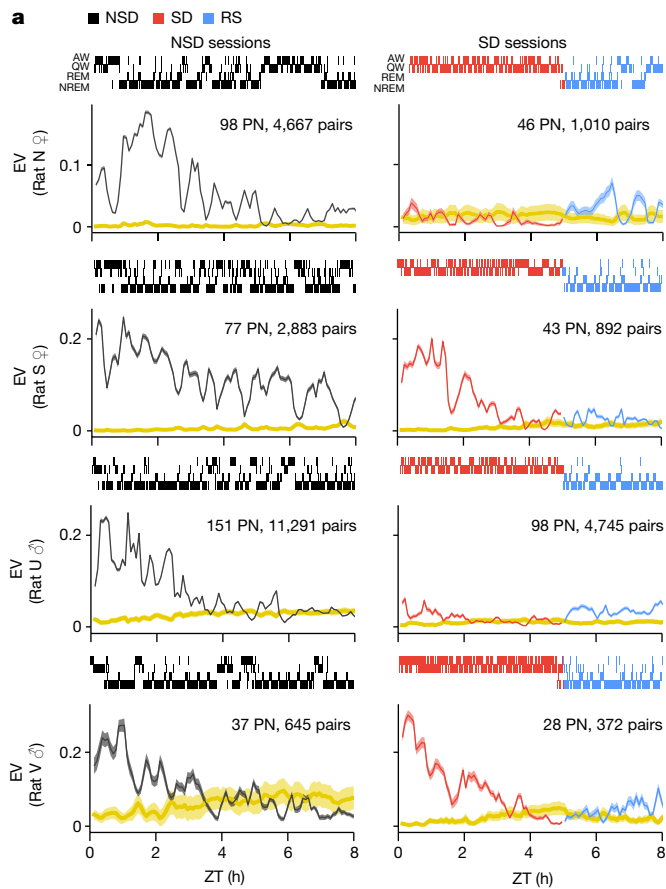 a
NSD SD RS
NSD sessions
SD sessions
AW
QW
REM
NREM
AW
QW
REM
NREM
98 PN, 4,667 pairs
46 PN, 1,010 pairs
EV
(Rat N ♀)
0.1
0
77 PN, 2,883 pairs
43 PN, 892 pairs
EV
(Rat S ♀)
0.2
0
151 PN, 11,291 pairs
98 PN, 4,745 pairs
EV
(Rat U ♂)
0.2
0
37 PN, 645 pairs
28 PN, 372 pairs
EV
(Rat V ♂)
0.2
0
0 2 4 6 8
0 2 4 6 8
ZT (h)
ZT (h)